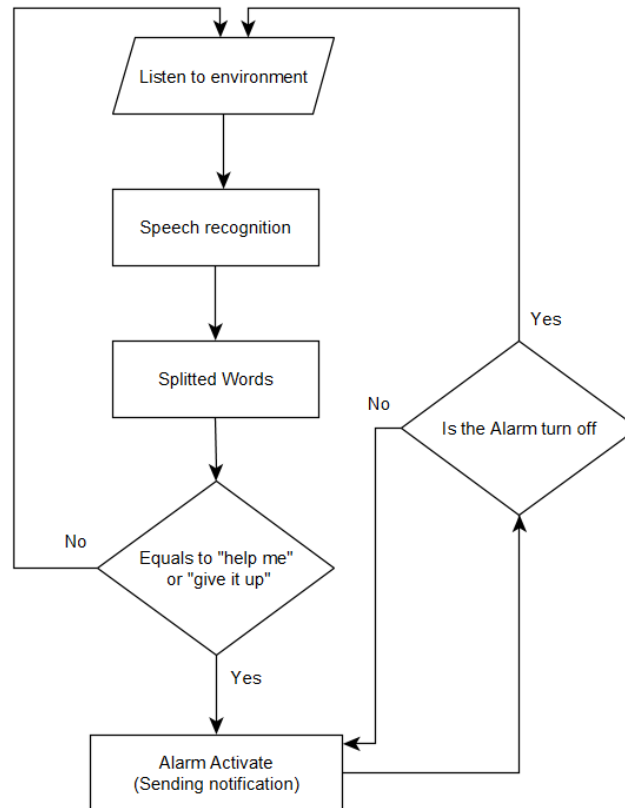 Listen to environment
Speech recognition
Splitted Words
Equals to "help me"
or "give it up"
No
Yes
Alarm Activate
(Sending notification)
Is the Alarm turn off
Yes
No